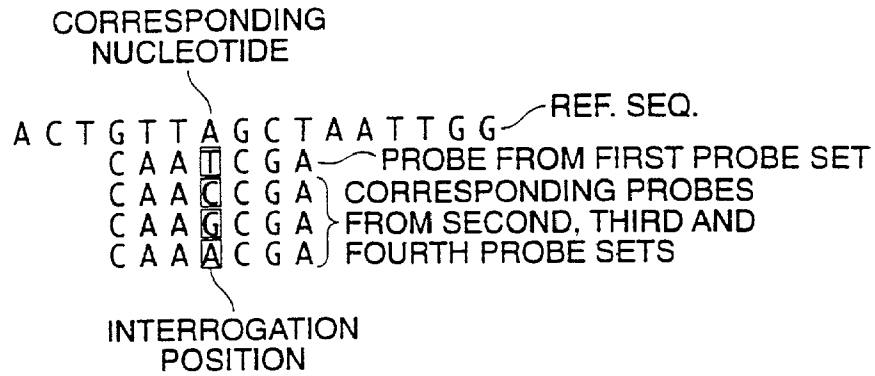 CORRESPONDING
NUCLEOTIDE
A C T G T T A G C T A A T T G G REF. SEQ.
C A A T C G A PROBE FROM FIRST PROBE SET
C A A C C G A CORRESPONDING PROBES
C A A G C G A FROM SECOND, THIRD AND
C A A A C G A FOURTH PROBE SETS
INTERROGATION
POSITION